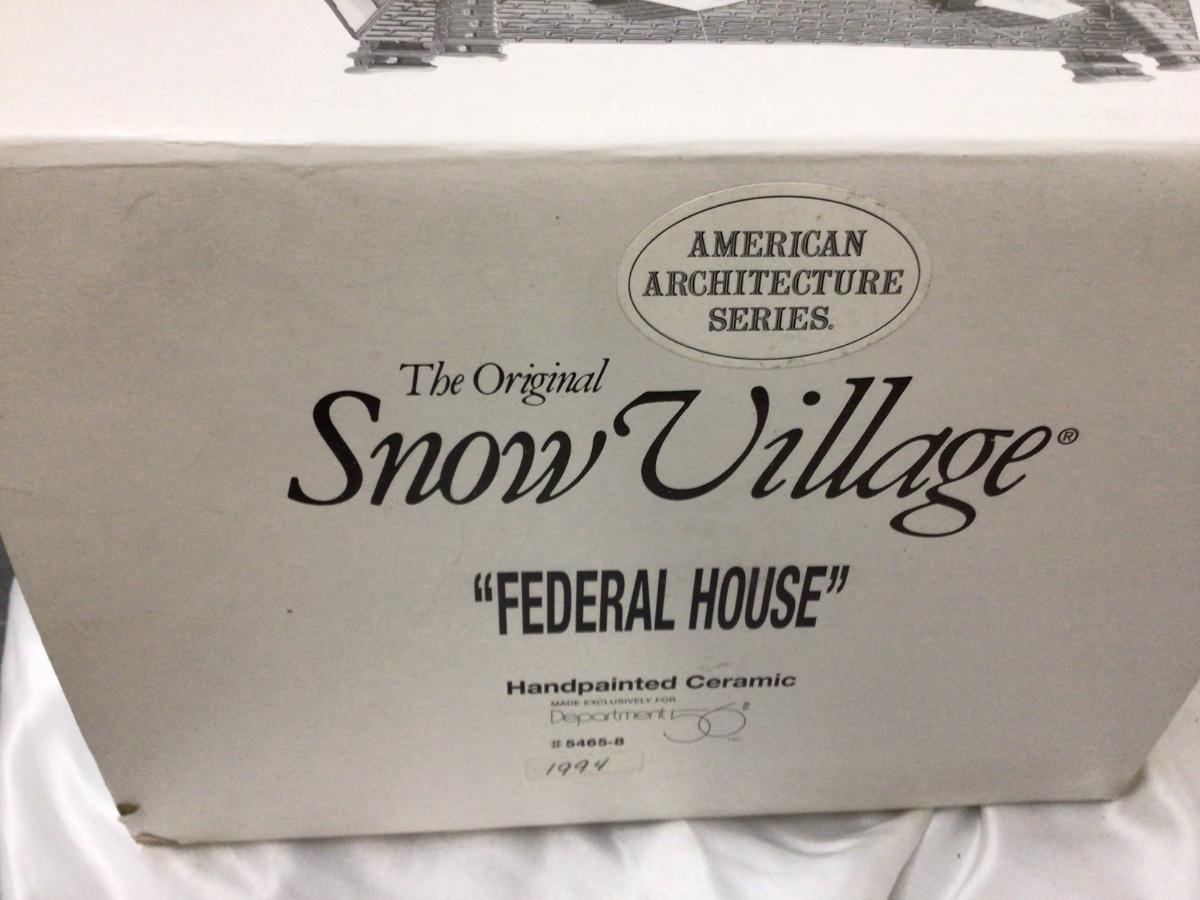 AMERICAN
ARCHITECTURE
SERIES.
The Original
Snow Village®
“FEDERAL HOUSE”
Handpainted Ceramic
MADE EXCLUSIVELY FOR
Department 56®
# 5465-8
1994